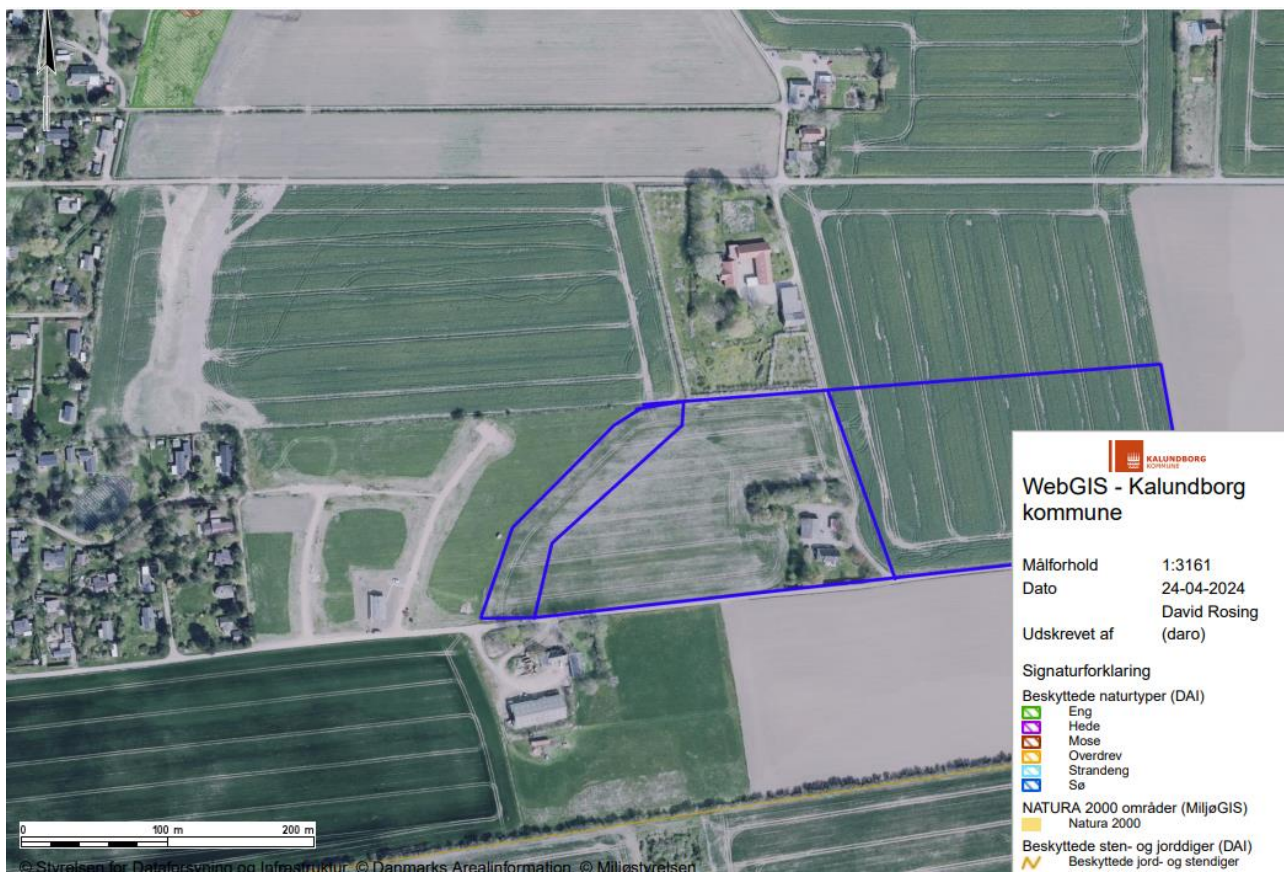 KALUNDBORG
KOMMUNE
WebGIS - Kalundborg
kommune
Målforhold 1:3161
Dato 24-04-2024
David Rosing
Udskrevet af (daro)
Signaturforklaring
Beskyttede naturtyper (DAI)
Eng
Hede
Mose
Overdrev
Strandeng
Sø
NATURA 2000 områder (MiljøGIS)
Natura 2000
Beskyttede sten- og jorddiger (DAI)
Beskyttede jord- og stendiger
0 100 m 200 m
© Styrelsen for Dataforsyning og Infrastruktur, © Danmarks Arealinformation, © Miljøstyrelsen